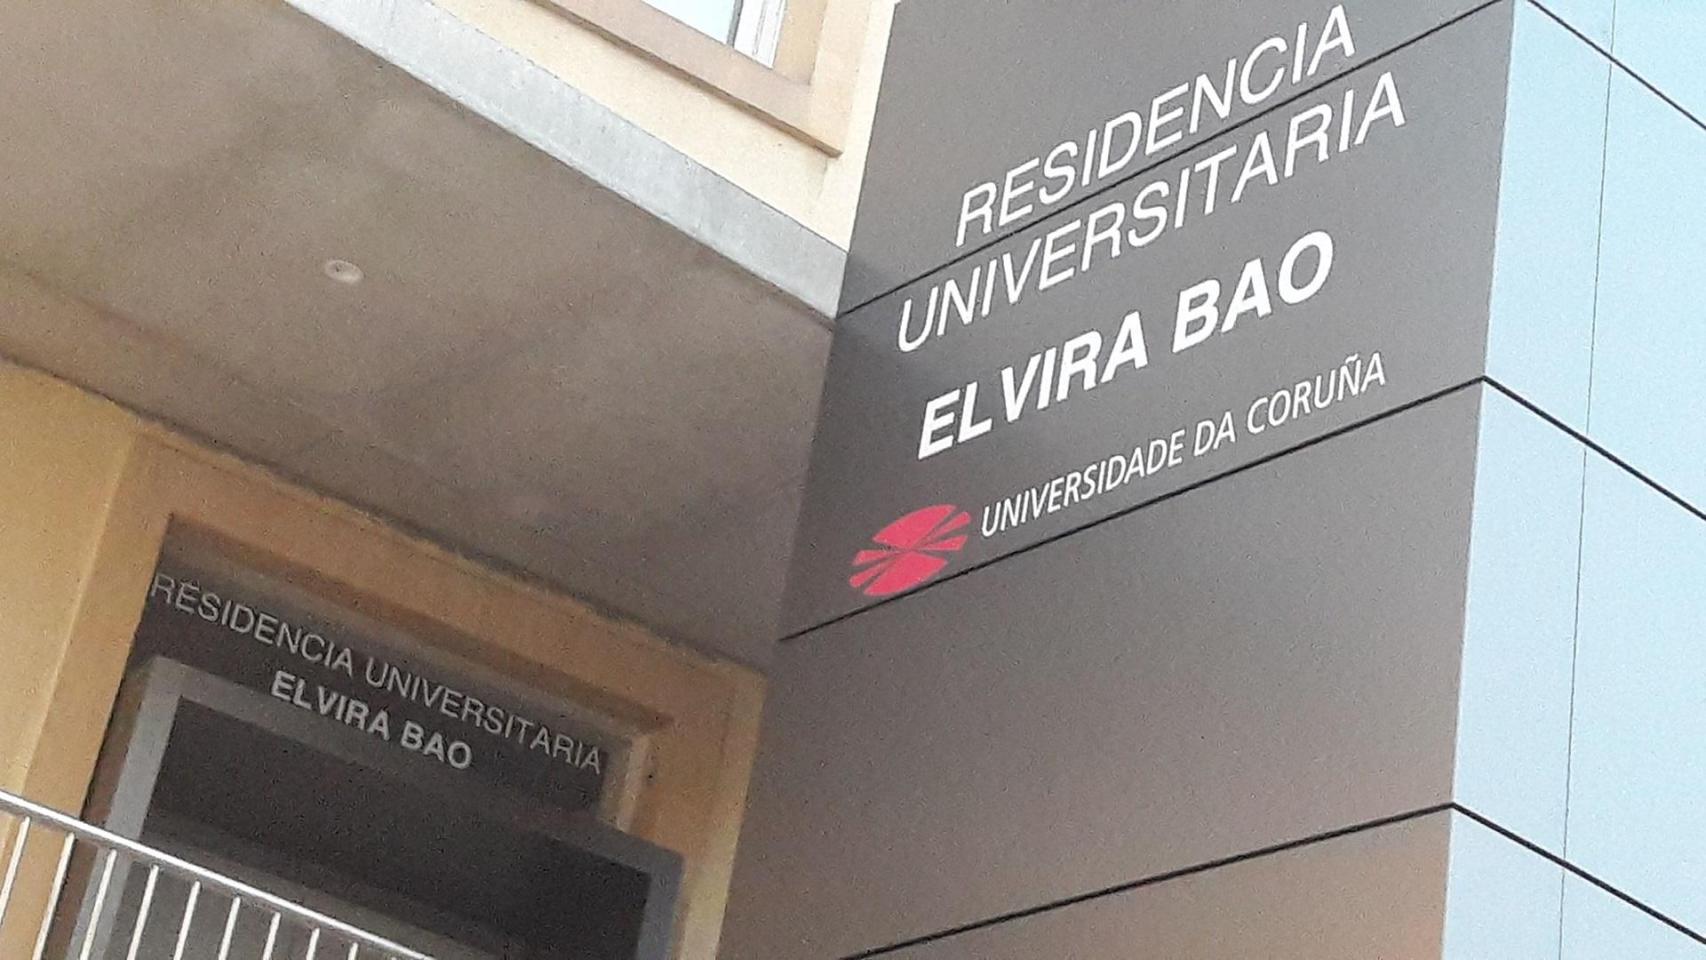 RESIDENCIA
UNIVERSITARIA
ELVIRA BAO
UNIVERSIDADE DA CORUÑA
RESIDENCIA UNIVERSITARIA
ELVIRA BAO